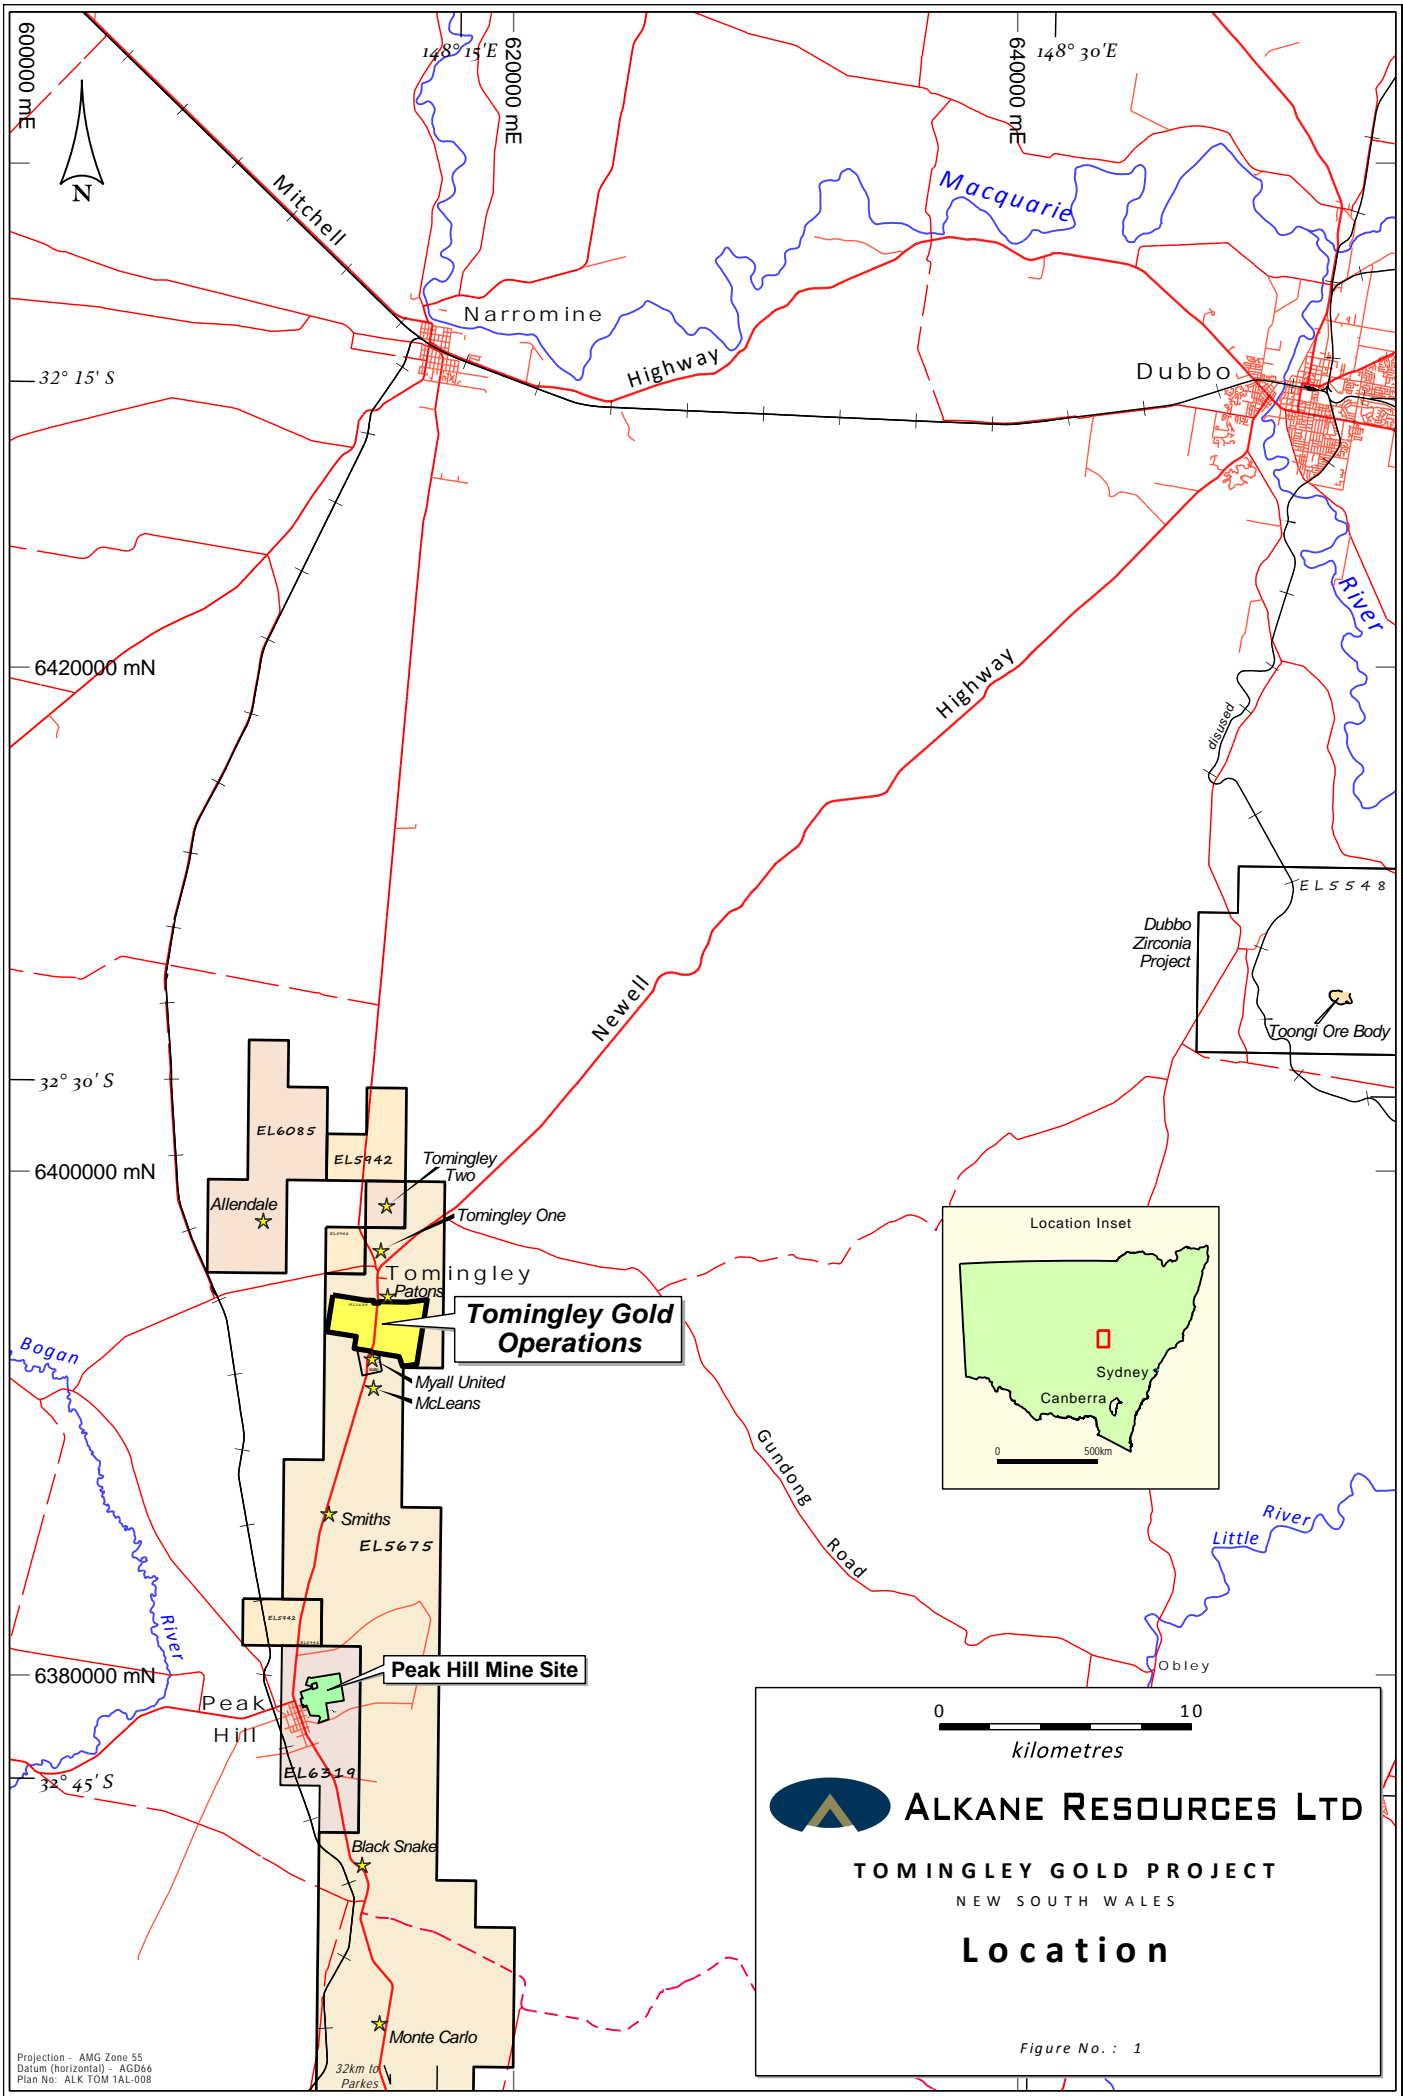 600000 mE
148° 15'E
620000 mE
640000 mE
148° 30'E
N
Mitchell
Macquarie
Narromine
Highway
Dubbo
32° 15' S
River
6420000 mN
Highway
disused
EL5548
Dubbo
Zirconia
Project
Newell
Toongi Ore Body
32° 30' S
EL6085
EL5942
Tomingley
Two
6400000 mN
Allendale
Tomingley One
Location Inset
EL5942
Tomingley
Patons
Tomingley Gold
Operations
Bogan
Sydney
Myall United
Canberra
McLeans
0
500km
Gundong
Smiths
River
Little
EL5675
Road
EL5942
River
Peak Hill Mine Site
Obley
6380000 mN
Peak
Hill
0
10
kilometres
EL6319
32° 45' S
ALKANE RESOURCES LTD
Black Snake
TOMINGLEY GOLD PROJECT
NEW SOUTH WALES
Location
Monte Carlo
Figure No. : 1
Projection - AMG Zone 55
Datum (horizontal) - AGD66
Plan No: ALK TOM 1AL-008
32km to
Parkes